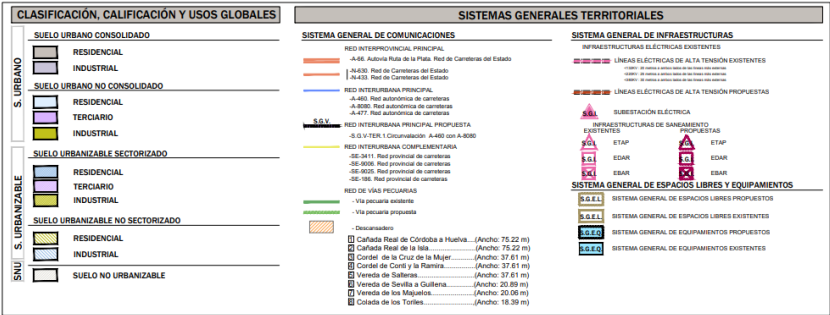 CLASIFICACIÓN, CALIFICACIÓN Y USOS GLOBALES
S. URBANO
SUELO URBANO CONSOLIDADO
RESIDENCIAL
INDUSTRIAL
SUELO URBANO NO CONSOLIDADO
RESIDENCIAL
TERCIARIO
INDUSTRIAL
S. URBANIZABLE
SUELO URBANIZABLE SECTORIZADO
RESIDENCIAL
TERCIARIO
INDUSTRIAL
SUELO URBANIZABLE NO SECTORIZADO
RESIDENCIAL
INDUSTRIAL
SNU
SUELO NO URBANIZABLE
SISTEMAS GENERALES TERRITORIALES
SISTEMA GENERAL DE COMUNICACIONES
RED INTERPROVINCIAL PRINCIPAL
-A-66. Autovía Ruta de la Plata. Red de Carreteras del Estado
-N-630. Red de Carreteras del Estado
-N-433. Red de Carreteras del Estado
RED INTERURBANA PRINCIPAL
-A-460. Red autonómica de carreteras
-A-8080. Red autonómica de carreteras
-A-477. Red autonómica de carreteras
S.G.V. RED INTERURBANA PRINCIPAL PROPUESTA
-S.G.V-TER.1.Circunvalación A-460 con A-8080
RED INTERURBANA COMPLEMENTARIA
-SE-3411. Red provincial de carreteras
-SE-9006. Red provincial de carreteras
-SE-9025. Red provincial de carreteras
-SE-186. Red provincial de carreteras
RED DE VÍAS PECUARIAS
- Vía pecuaria existente
- Vía pecuaria propuesta
- Descansadero
1 Cañada Real de Córdoba a Huelva....(Ancho: 75.22 m)
2 Cañada Real de la Isla....(Ancho: 75.22 m)
3 Cordel de la Cruz de la Mujer....(Ancho: 37.61 m)
4 Cordel de Conti y la Ramira....(Ancho: 37.61 m)
5 Vereda de Salteras....(Ancho: 37.61 m)
6 Vereda de Sevilla a Guillena....(Ancho: 20.89 m)
7 Vereda de los Majuelos....(Ancho: 20.06 m)
8 Colada de los Toriles....(Ancho: 18.39 m)
SISTEMA GENERAL DE INFRAESTRUCTURAS
INFRAESTRUCTURAS ELÉCTRICAS EXISTENTES
LÍNEAS ELÉCTRICAS DE ALTA TENSIÓN EXISTENTES
LÍNEAS ELÉCTRICAS DE ALTA TENSIÓN PROPUESTAS
S.G.I. SUBESTACIÓN ELÉCTRICA
INFRAESTRUCTURAS DE SANEAMIENTO
EXISTENTES PROPUESTAS
S.G.I. ETAP S.G.I. ETAP
S.G.I. EDAR S.G.I. EDAR
S.G.I. EBAR S.G.I. EBAR
SISTEMA GENERAL DE ESPACIOS LIBRES Y EQUIPAMIENTOS
S.G.E.L. SISTEMA GENERAL DE ESPACIOS LIBRES PROPUESTOS
S.G.E.L. SISTEMA GENERAL DE ESPACIOS LIBRES EXISTENTES
S.G.E.Q. SISTEMA GENERAL DE EQUIPAMIENTOS PROPUESTOS
S.G.E.Q. SISTEMA GENERAL DE EQUIPAMIENTOS EXISTENTES